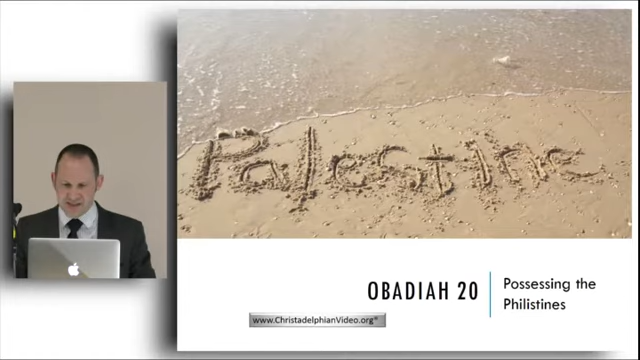 Palestine
OBADIAH 20
Possessing the
Philistines
www.ChristadelphianVideo.org®